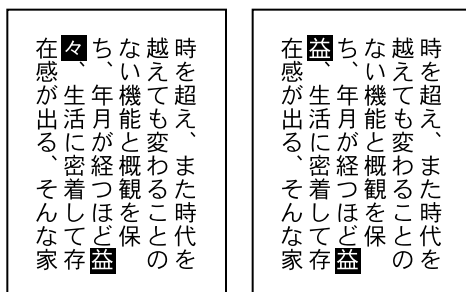 時を超え、また時代を
越えても変わることの
ない機能と概観を保
ち、年月が経つほど益
々、生活に密着して存
在感が出る、そんな家
時を超え、また時代を
越えても変わることの
ない機能と概観を保
ち、年月が経つほど益
益、生活に密着して存
在感が出る、そんな家